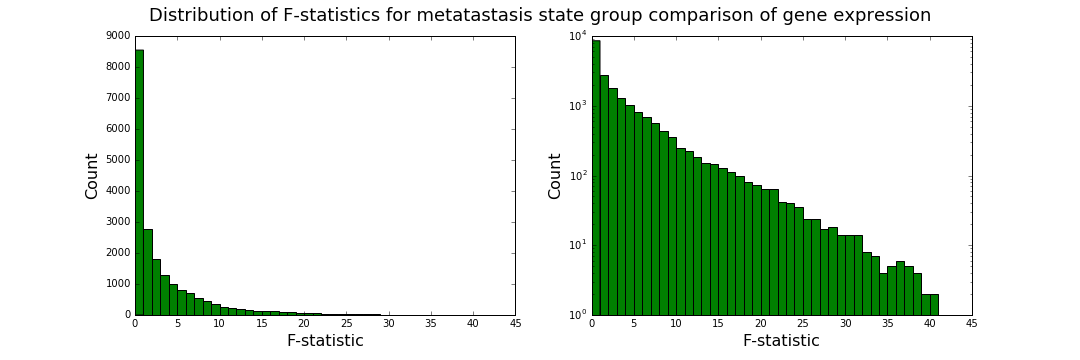 Distribution of F-statistics for metatastasis state group comparison of gene expression
9000
8000
7000
6000
5000
4000
3000
2000
1000
0
Count
0 5 10 15 20 25 30 35 40 45
F-statistic
10^4
10^3
10^2
10^1
10^0
Count
0 5 10 15 20 25 30 35 40 45
F-statistic